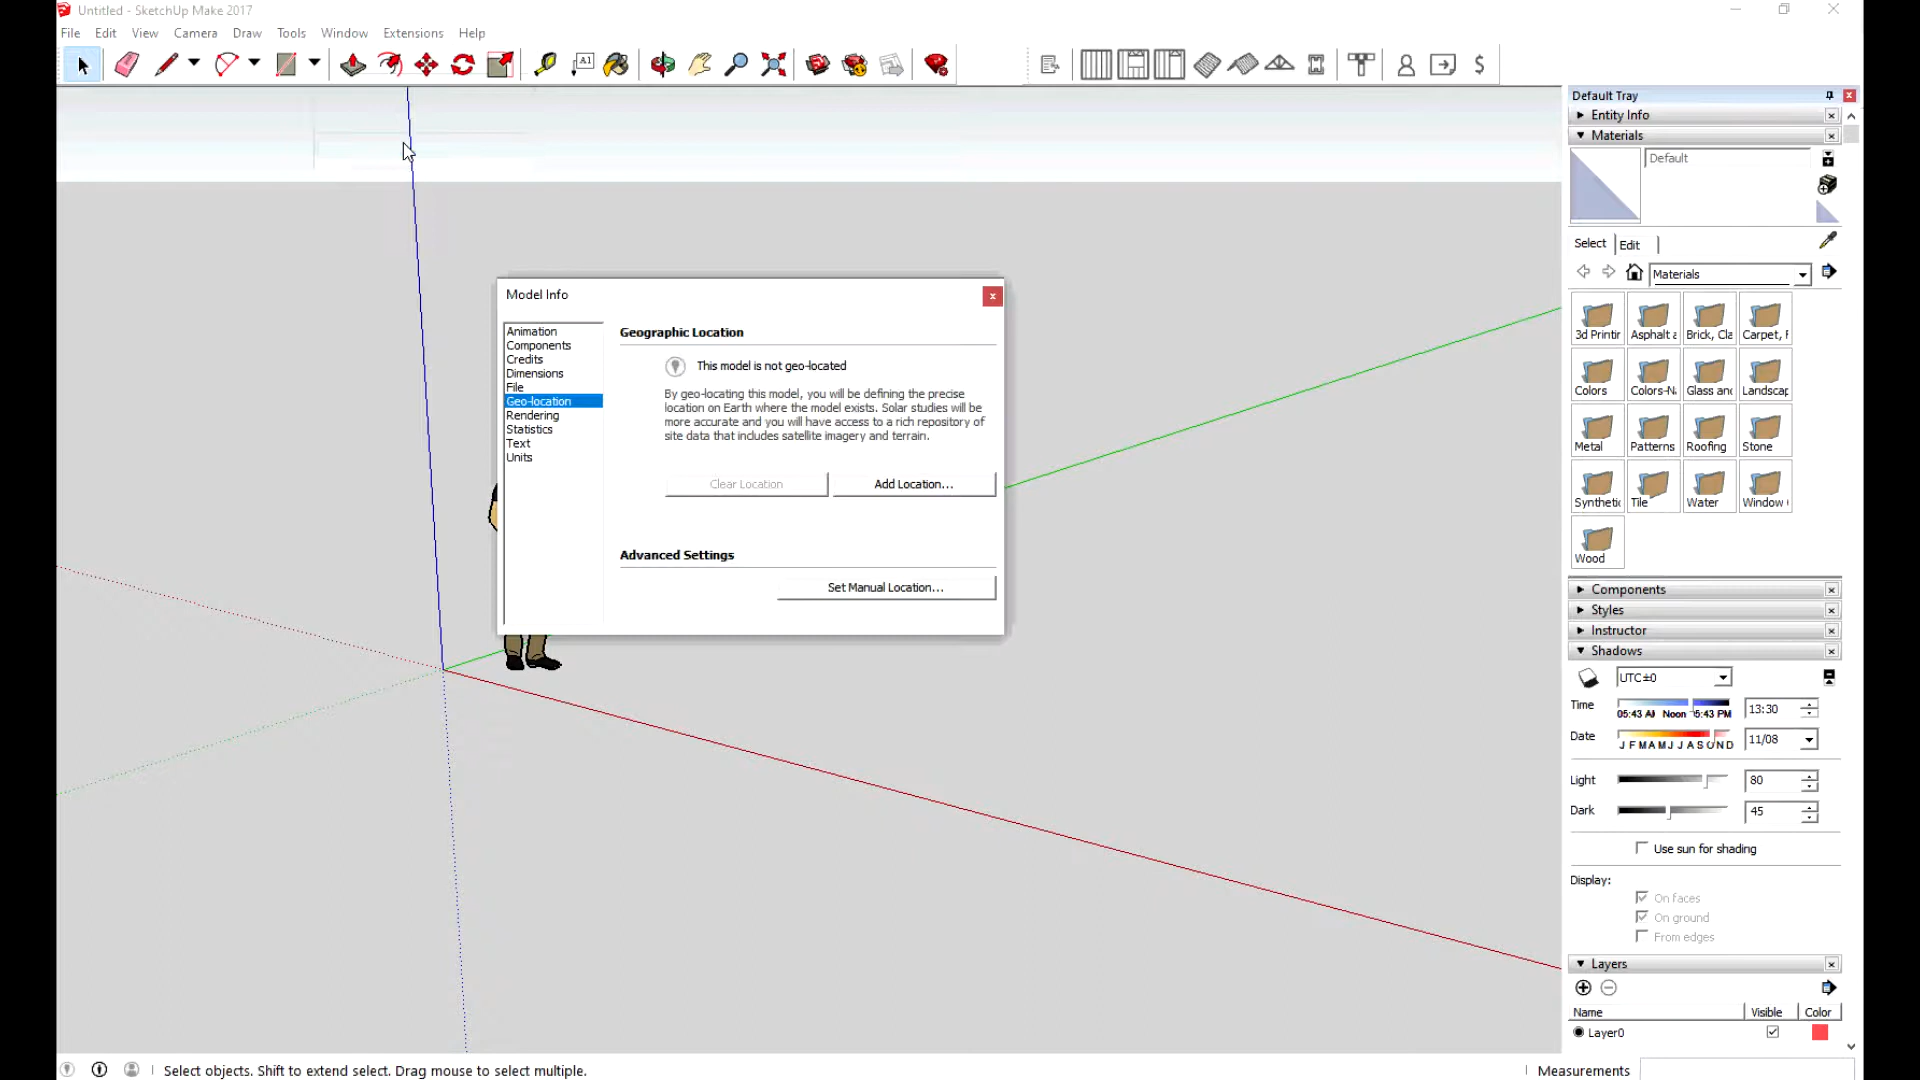 Untitled - SketchUp Make 2017
File Edit View Camera Draw Tools Window Extensions Help
A1
$
Default Tray
Entity Info
Materials
Default
Select Edit
Materials
3d Printir Asphalt a Brick, Cla Carpet, F
Colors Colors-Na Glass and Landscap
Metal Patterns Roofing Stone
Synthetic Tile Water Window
Wood
Components
Styles
Instructor
Shadows
UTC±0
Time 05:43 AM Noon 5:43 PM 13:30
Date J F M A M J J A S O N D 11/08
Light 80
Dark 45
Use sun for shading
Display:
On faces
On ground
From edges
Layers
Name Visible Color
Layer0
Model Info
Animation
Components
Credits
Dimensions
File
Geo-location
Rendering
Statistics
Text
Units
Geographic Location
This model is not geo-located
By geo-locating this model, you will be defining the precise
location on Earth where the model exists. Solar studies will be
more accurate and you will have access to a rich repository of
site data that includes satellite imagery and terrain.
Clear Location Add Location...
Advanced Settings
Set Manual Location...
Select objects. Shift to extend select. Drag mouse to select multiple.
Measurements